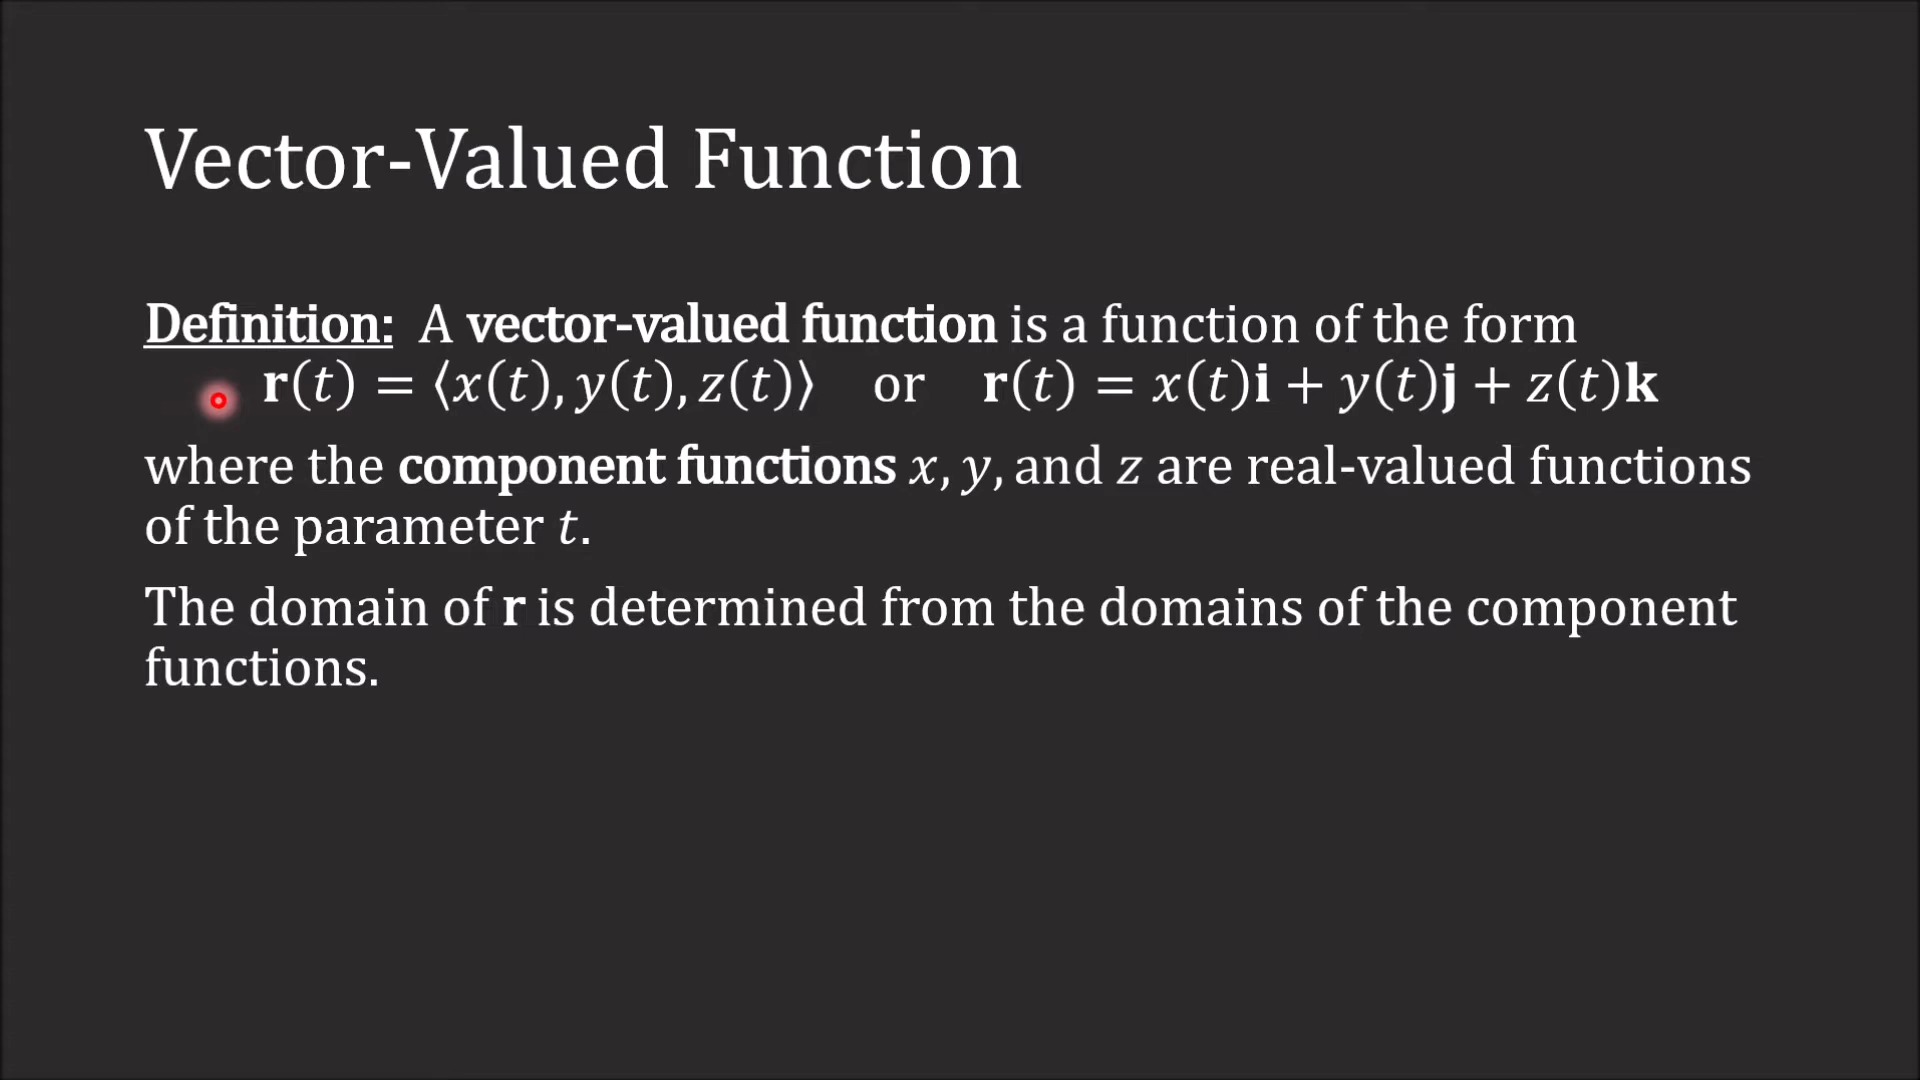 Vector-Valued Function
Definition: A vector-valued function is a function of the form
r(t) = ⟨x(t), y(t), z(t)⟩ or r(t) = x(t)i + y(t)j + z(t)k
where the component functions x, y, and z are real-valued functions
of the parameter t.
The domain of r is determined from the domains of the component
functions.